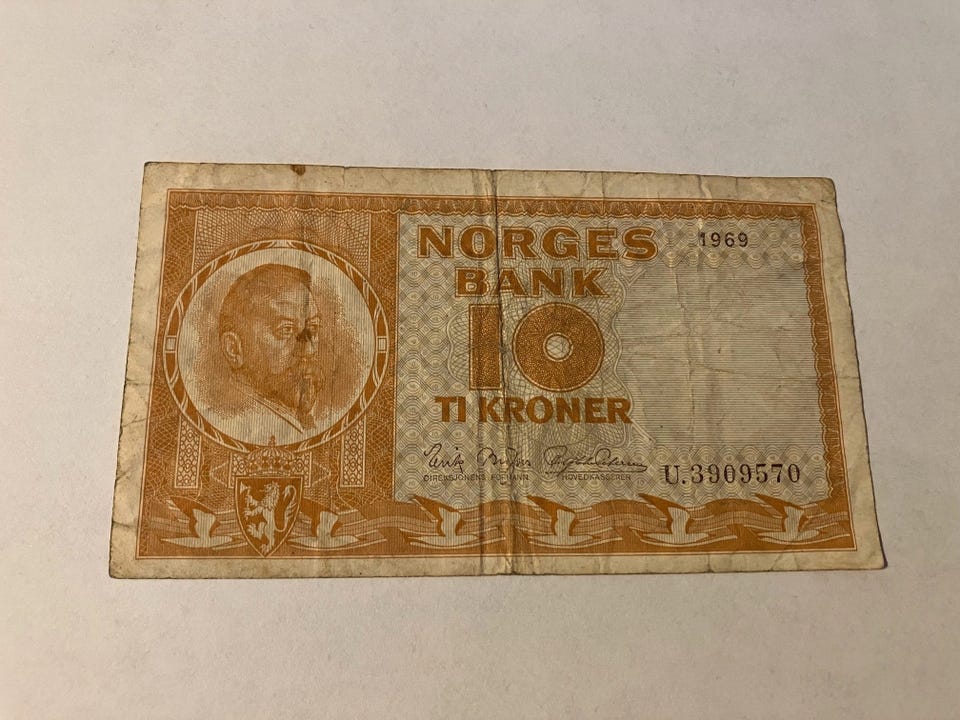 NORGES 1969
BANK
10
TI KRONER
DIREKSJONENS FORMANN HOVEDKASSERER
U.3909570